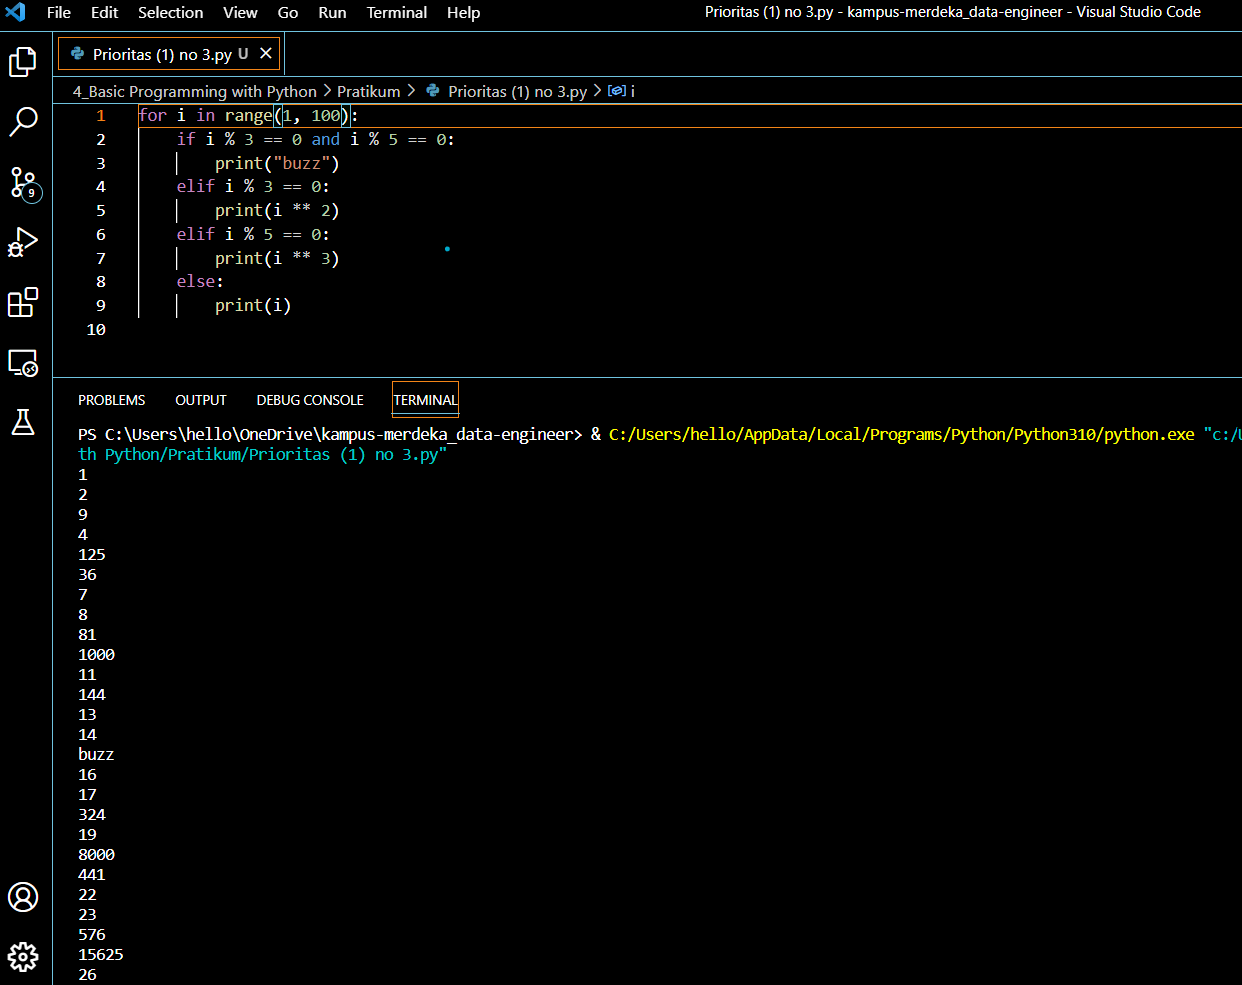 File Edit Selection View Go Run Terminal Help Prioritas (1) no 3.py - kampus-merdeka_data-engineer - Visual Studio Code
Prioritas (1) no 3.py U
4_Basic Programming with Python > Pratikum > Prioritas (1) no 3.py > i
1 for i in range(1, 100):
2 if i % 3 == 0 and i % 5 == 0:
3 print("buzz")
4 elif i % 3 == 0:
5 print(i ** 2)
6 elif i % 5 == 0:
7 print(i ** 3)
8 else:
9 print(i)
10
9
PROBLEMS OUTPUT DEBUG CONSOLE TERMINAL
PS C:\Users\hello\OneDrive\kampus-merdeka_data-engineer> & C:/Users/hello/AppData/Local/Programs/Python/Python310/python.exe "c:/U
th Python/Pratikum/Prioritas (1) no 3.py"
1
2
9
4
125
36
7
8
81
1000
11
144
13
14
buzz
16
17
324
19
8000
441
22
23
576
15625
26